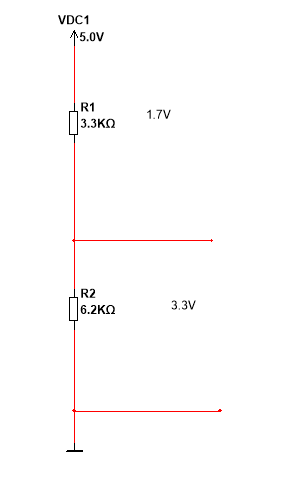 VDC1
5.0V
R1
3.3KΩ
1.7V
R2
6.2KΩ
3.3V